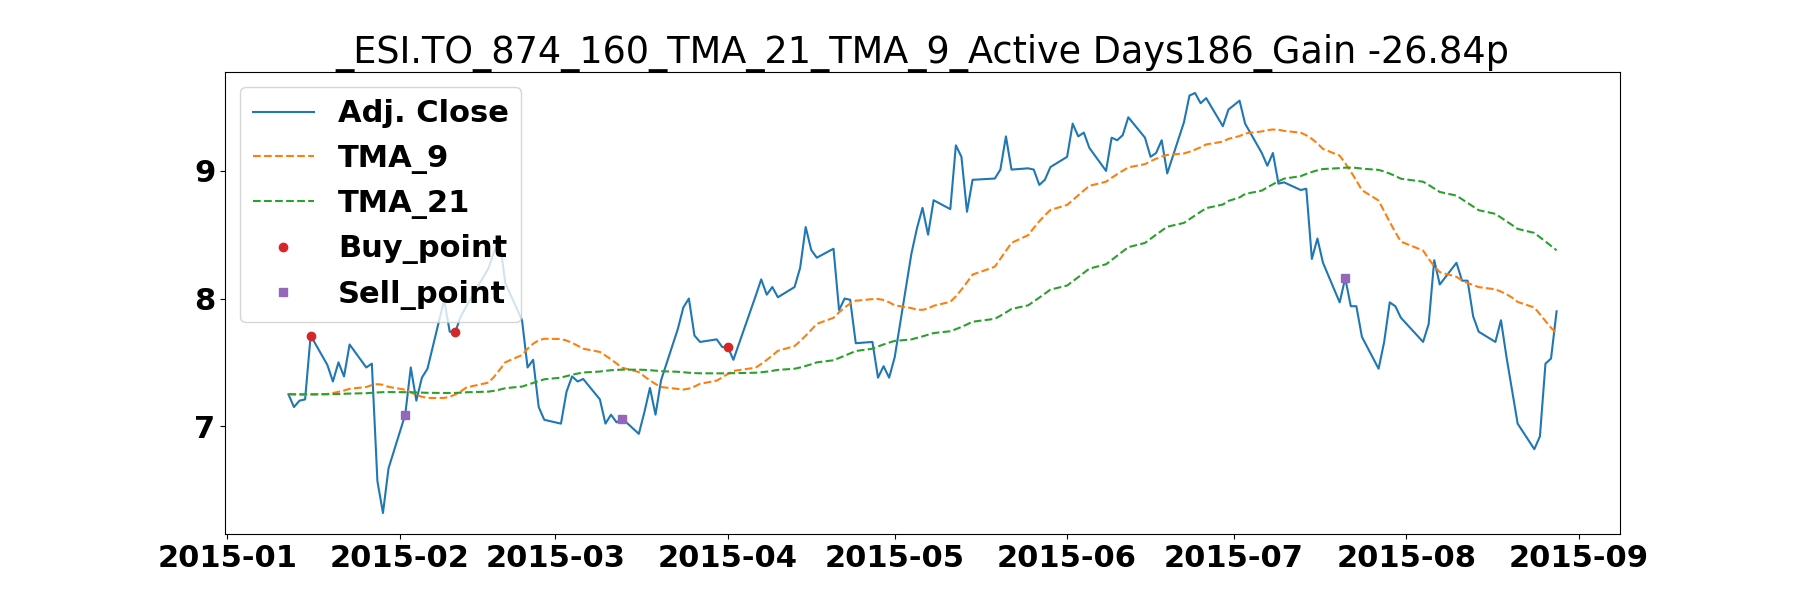 _ESI.TO_874_160_TMA_21_TMA_9_Active Days186_Gain -26.84p
Adj. Close
TMA_9
TMA_21
Buy_point
Sell_point
9
8
7
2015-01 2015-02 2015-03 2015-04 2015-05 2015-06 2015-07 2015-08 2015-09